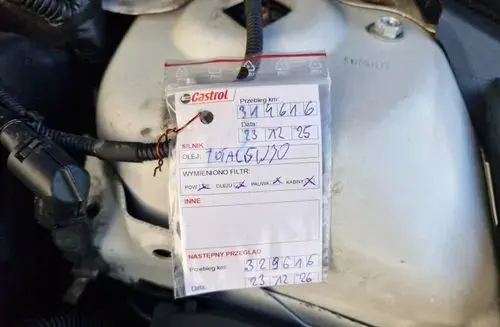 Castrol
Przebieg km:
319616
Data:
23 12 25
SILNIK
OLEJ:
WYMIENIONO FILTR:
POW X OLEJU X PALIWA X KABINY X
INNE
NASTĘPNY PRZEGLĄD
Przebieg km: 329616
Data: 23 12 26